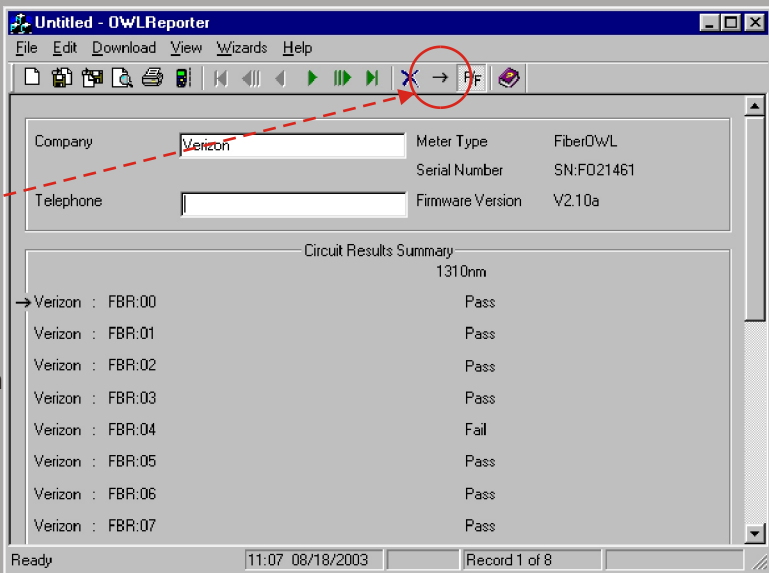 Untitled - OWLReporter
File Edit Download View Wizards Help
P/F
Company Verizon Meter Type FiberOWL
Serial Number SN:FO21461
Telephone Firmware Version V2.10a
Circuit Results Summary
1310nm
→ Verizon : FBR:00 Pass
Verizon : FBR:01 Pass
Verizon : FBR:02 Pass
Verizon : FBR:03 Pass
Verizon : FBR:04 Fail
Verizon : FBR:05 Pass
Verizon : FBR:06 Pass
Verizon : FBR:07 Pass
Ready 11:07 08/18/2003 Record 1 of 8